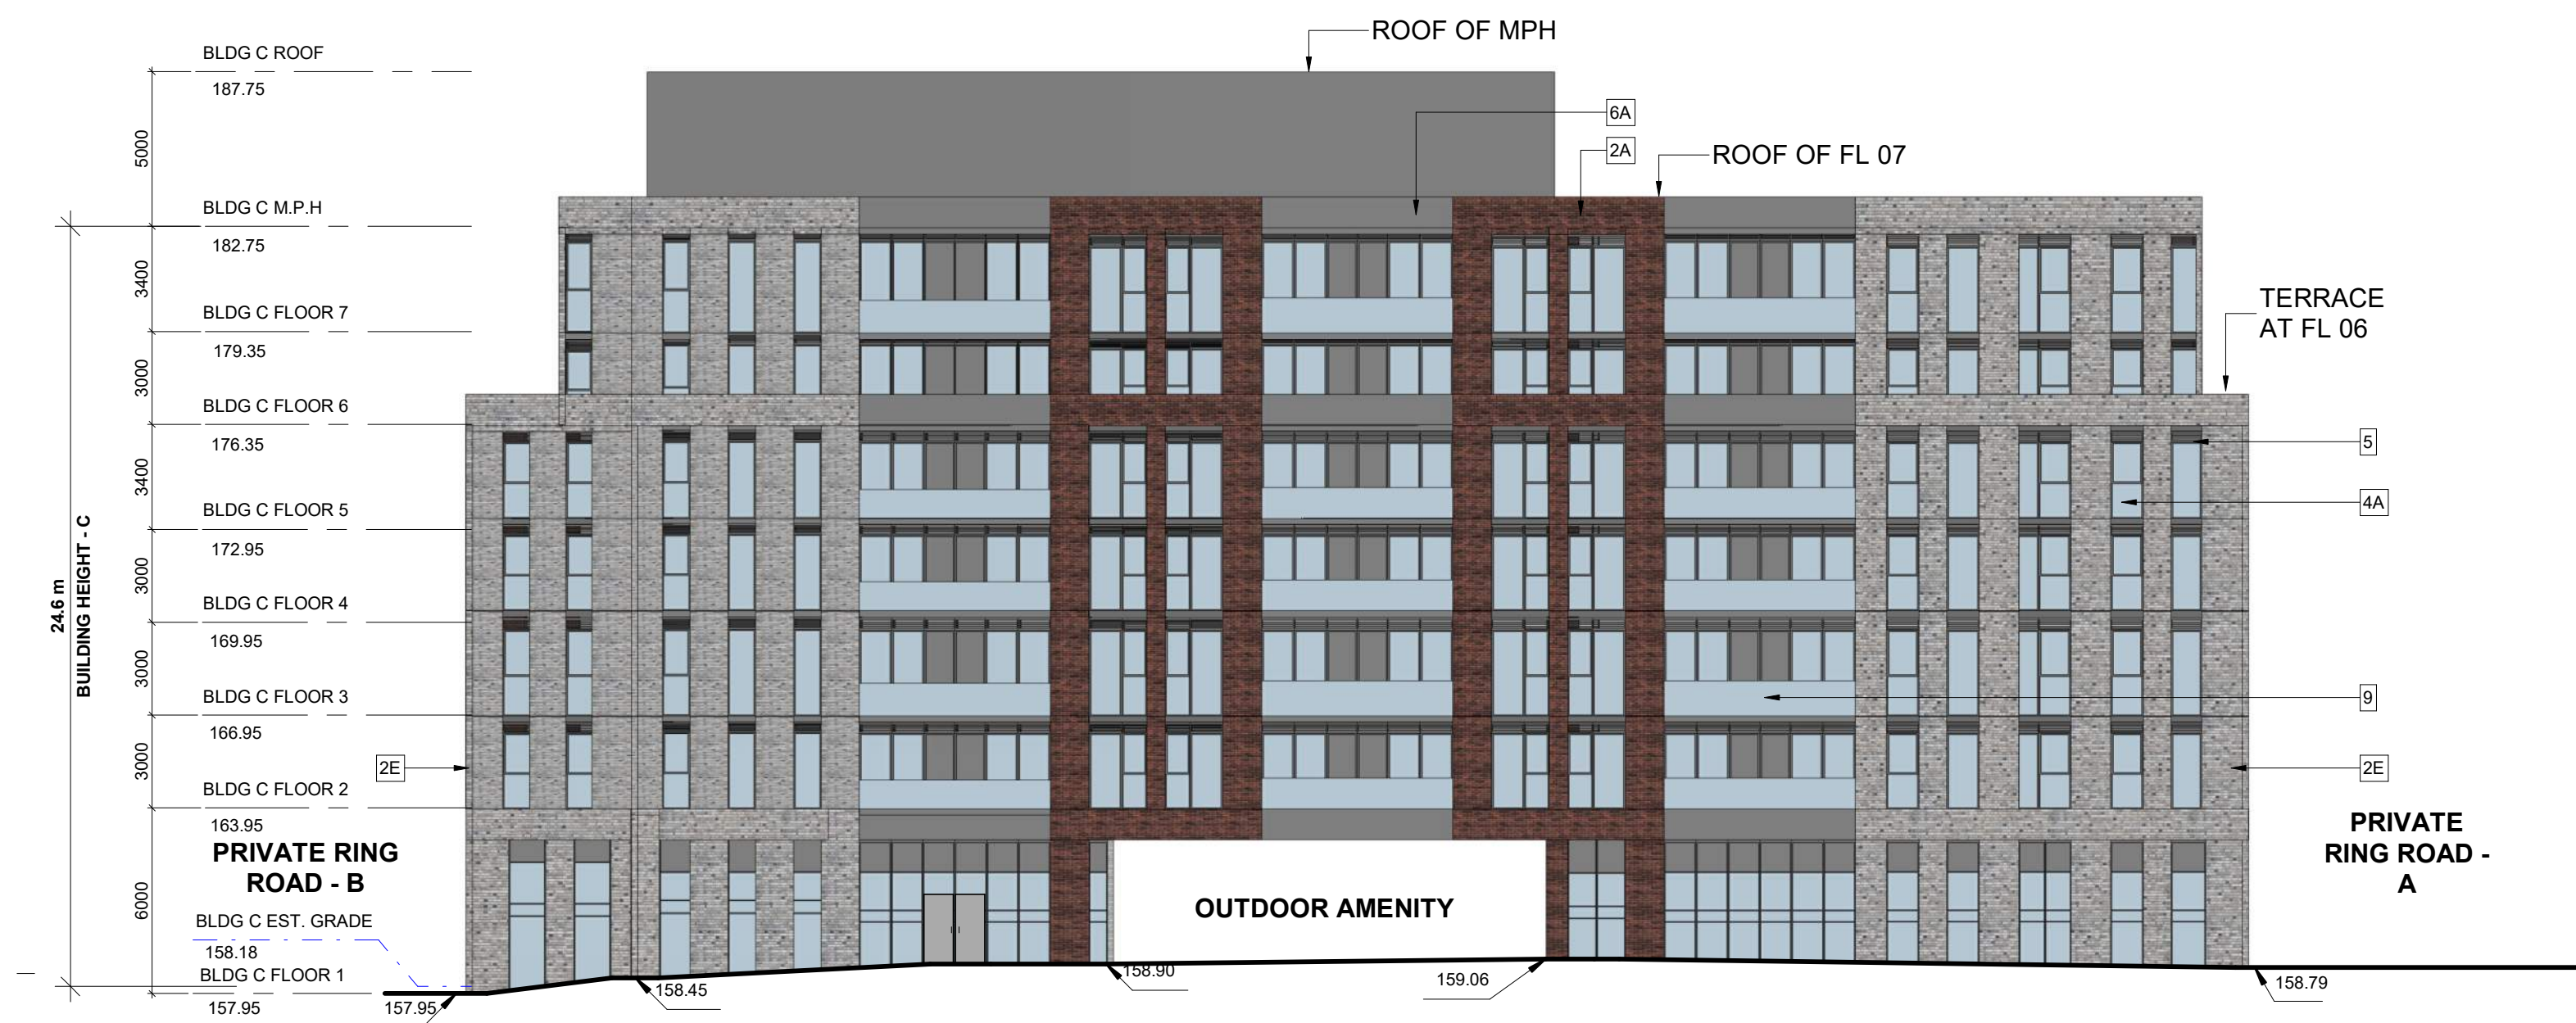 ROOF OF MPH
BLDG C ROOF
187.75
6A
5000
2A
ROOF OF FL 07
BLDG C M.P.H
182.75
3400
TERRACE
AT FL 06
BLDG C FLOOR 7
179.35
3000
BLDG C FLOOR 6
176.35
5
3400
4A
BLDG C FLOOR 5
172.95
3000
24.6 m
BUILDING HEIGHT - C
BLDG C FLOOR 4
169.95
3000
BLDG C FLOOR 3
9
166.95
3000
2E
2E
BLDG C FLOOR 2
163.95
PRIVATE RING
ROAD - B
PRIVATE
RING ROAD -
A
6000
OUTDOOR AMENITY
BLDG C EST. GRADE
158.18
BLDG C FLOOR 1
157.95
157.95
158.45
158.90
159.06
158.79